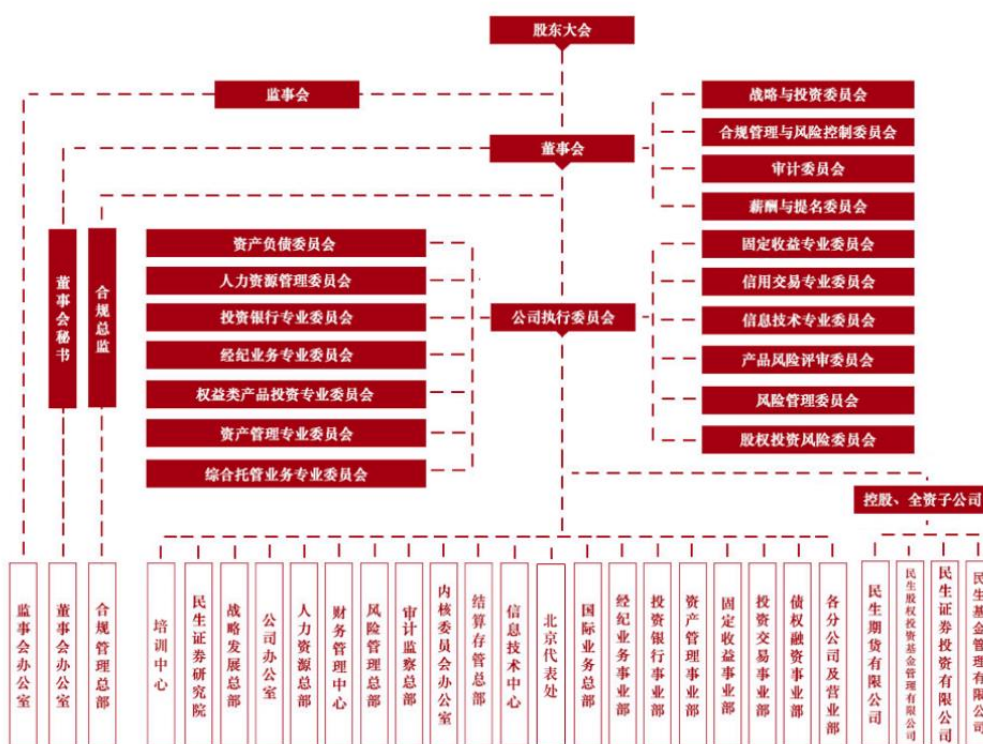 股东大会
监事会
战略与投资委员会
合规管理与风险控制委员会
董事会
审计委员会
薪酬与提名委员会
董事会秘书
合规总监
资产负债委员会
人力资源管理委员会
投资银行专业委员会
经纪业务专业委员会
权益类产品投资专业委员会
资产管理专业委员会
综合托管业务专业委员会
公司执行委员会
固定收益专业委员会
信用交易专业委员会
信息技术专业委员会
产品风险评审委员会
风险管理委员会
股权投资风险委员会
控股、全资子公司
监事会办公室
董事会办公室
合规管理总部
培训中心
民生证券研究院
战略发展总部
公司办公室
人力资源总部
财务管理中心
风险管理总部
审计监察总部
内核委员会办公室
结算存管总部
信息技术中心
北京代表处
国际业务总部
经纪业务事业部
投资银行事业部
资产管理事业部
固定收益事业部
投资交易事业部
债权融资事业部
各分公司及营业部
民生期货有限公司
民生股权投资基金管理有限公司
民生证券投资有限公司
民生基金管理有限公司